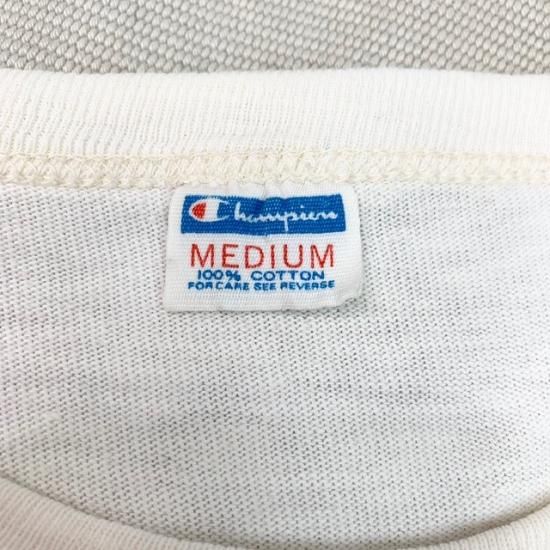 Champion
MEDIUM
100% COTTON
FOR CARE SEE REVERSE